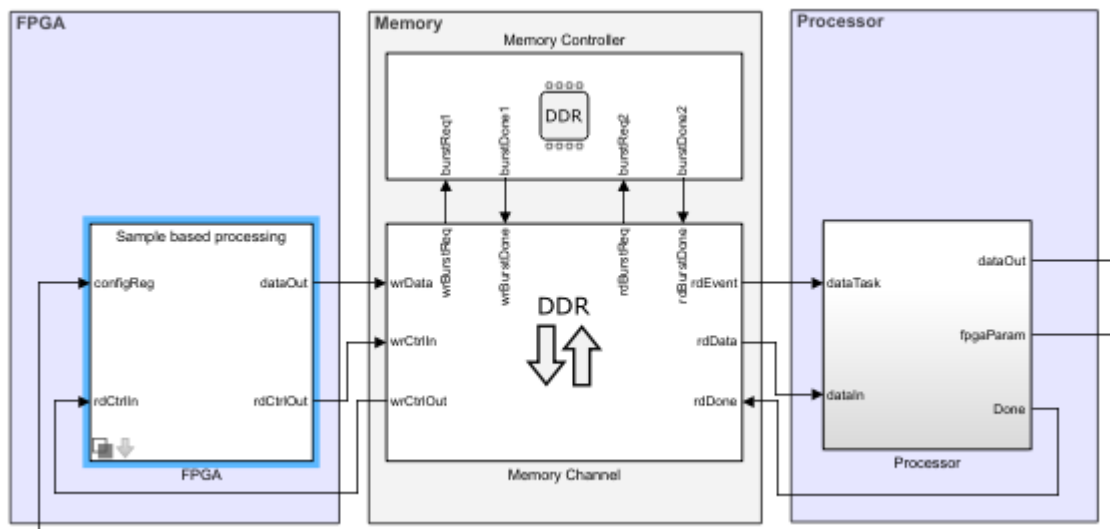 FPGA
Memory
Processor
Memory Controller
DDR
burstReq1
burstDone1
burstReq2
burstDone2
Sample based processing
configReg
dataOut
rdCtrlIn
rdCtrlOut
FPGA
wrBurstReq
wrBurstDone
rdBurstReq
rdBurstDone
wrData
rdEvent
DDR
wrCtrlIn
rdData
wrCtrlOut
rdDone
Memory Channel
dataOut
dataTask
fpgaParam
dataIn
Done
Processor